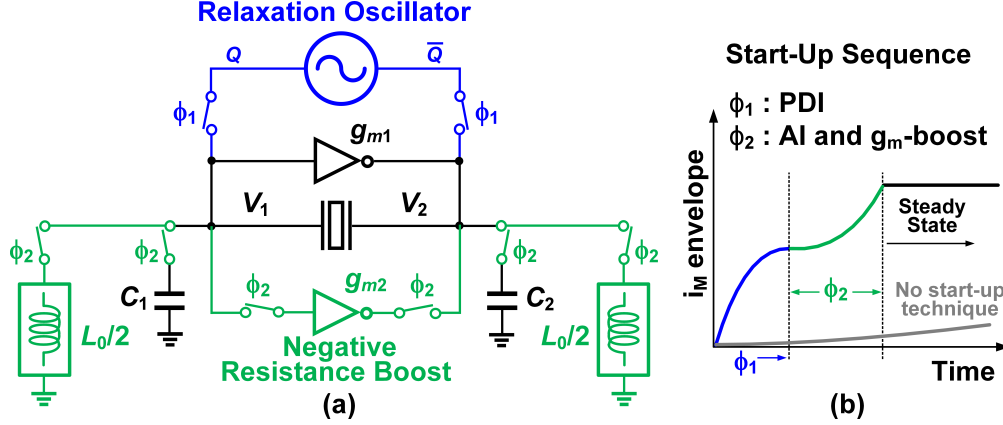 Relaxation Oscillator
Q
Q̅
ϕ1
ϕ1
gm1
V1
V2
ϕ2
ϕ2
ϕ2
ϕ2
C1
C2
ϕ2
gm2
ϕ2
L0/2
L0/2
Negative
Resistance Boost
(a)
Start-Up Sequence
ϕ1 : PDI
ϕ2 : AI and gm-boost
iM envelope
Steady
State
ϕ2
No start-up
technique
ϕ1
Time
(b)